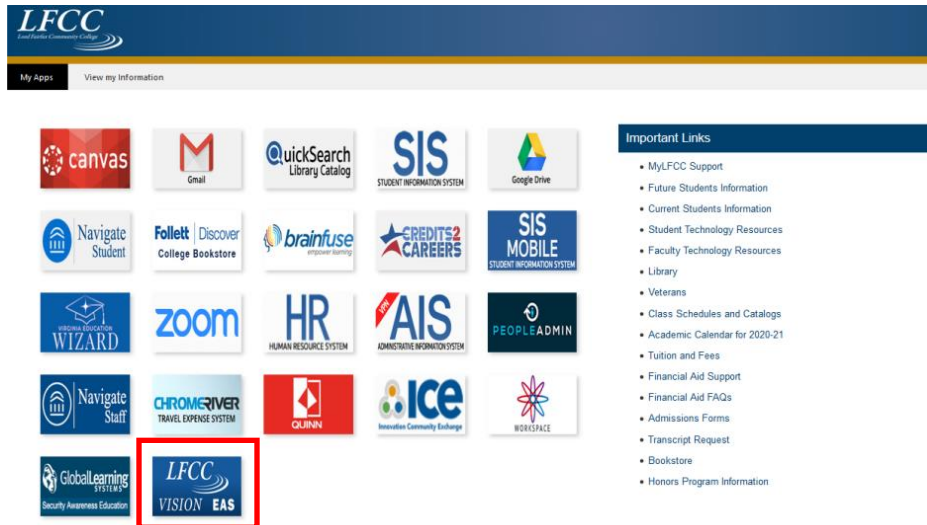 LFCC
Lord Fairfax Community College
My Apps
View my Information
canvas
Gmail
QuickSearch
Library Catalog
SIS
STUDENT INFORMATION SYSTEM
Google Drive
Navigate
Student
Follett | Discover
College Bookstore
brainfuse
empower learning
CREDITS2
CAREERS
SIS
MOBILE
STUDENT INFORMATION SYSTEM
VIRGINIA EDUCATION
WIZARD
zoom
HR
HUMAN RESOURCE SYSTEM
VPN
AIS
ADMINISTRATIVE INFORMATION SYSTEM
PEOPLEADMIN
Navigate
Staff
CHROMERIVER
TRAVEL EXPENSE SYSTEM
QUINN
ICE
Innovation Community Exchange
WORKSPACE
GlobalLearning
SYSTEMS
Security Awareness Education
LFCC
VISION EAS
Important Links
MyLFCC Support
Future Students Information
Current Students Information
Student Technology Resources
Faculty Technology Resources
Library
Veterans
Class Schedules and Catalogs
Academic Calendar for 2020-21
Tuition and Fees
Financial Aid Support
Financial Aid FAQs
Admissions Forms
Transcript Request
Bookstore
Honors Program Information